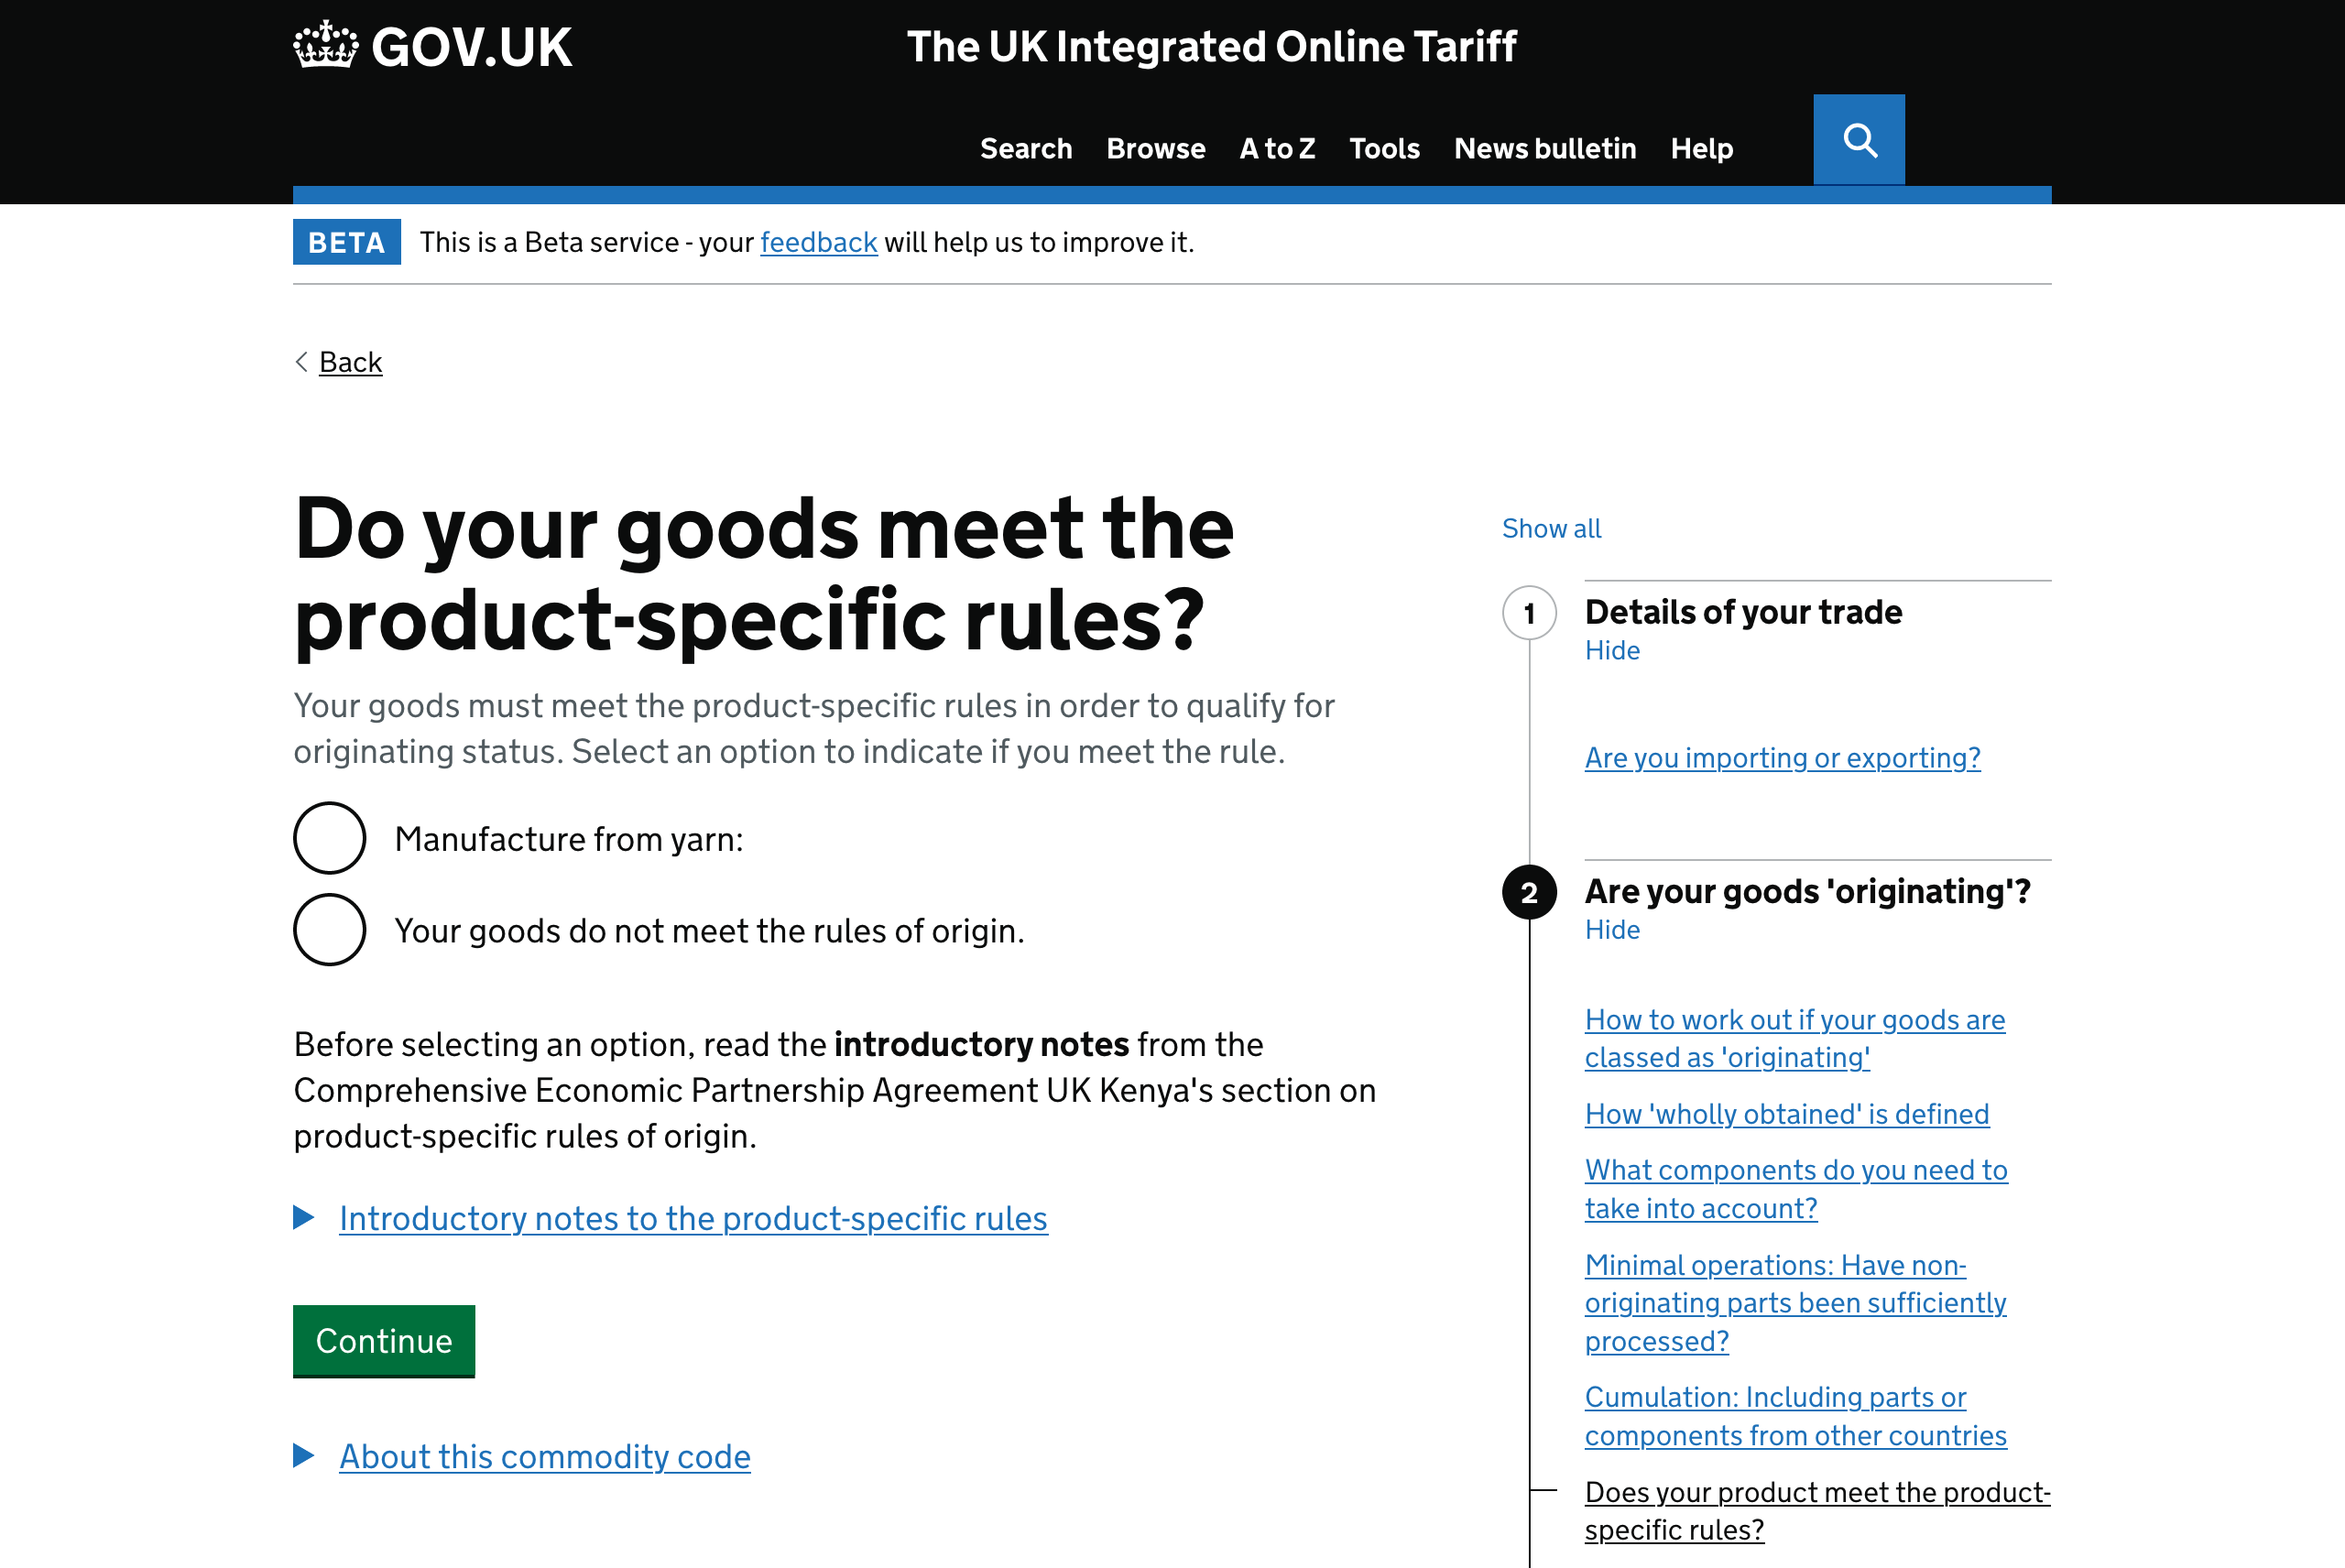 GOV.UK
The UK Integrated Online Tariff
Search Browse A to Z Tools News bulletin Help
BETA This is a Beta service - your feedback will help us to improve it.
Back
Do your goods meet the
product-specific rules?
Your goods must meet the product-specific rules in order to qualify for
originating status. Select an option to indicate if you meet the rule.
Manufacture from yarn:
Your goods do not meet the rules of origin.
Before selecting an option, read the introductory notes from the
Comprehensive Economic Partnership Agreement UK Kenya's section on
product-specific rules of origin.
Introductory notes to the product-specific rules
Continue
About this commodity code
Show all
1 Details of your trade
Hide
Are you importing or exporting?
2 Are your goods 'originating'?
Hide
How to work out if your goods are
classed as 'originating'
How 'wholly obtained' is defined
What components do you need to
take into account?
Minimal operations: Have non-
originating parts been sufficiently
processed?
Cumulation: Including parts or
components from other countries
Does your product meet the product-
specific rules?